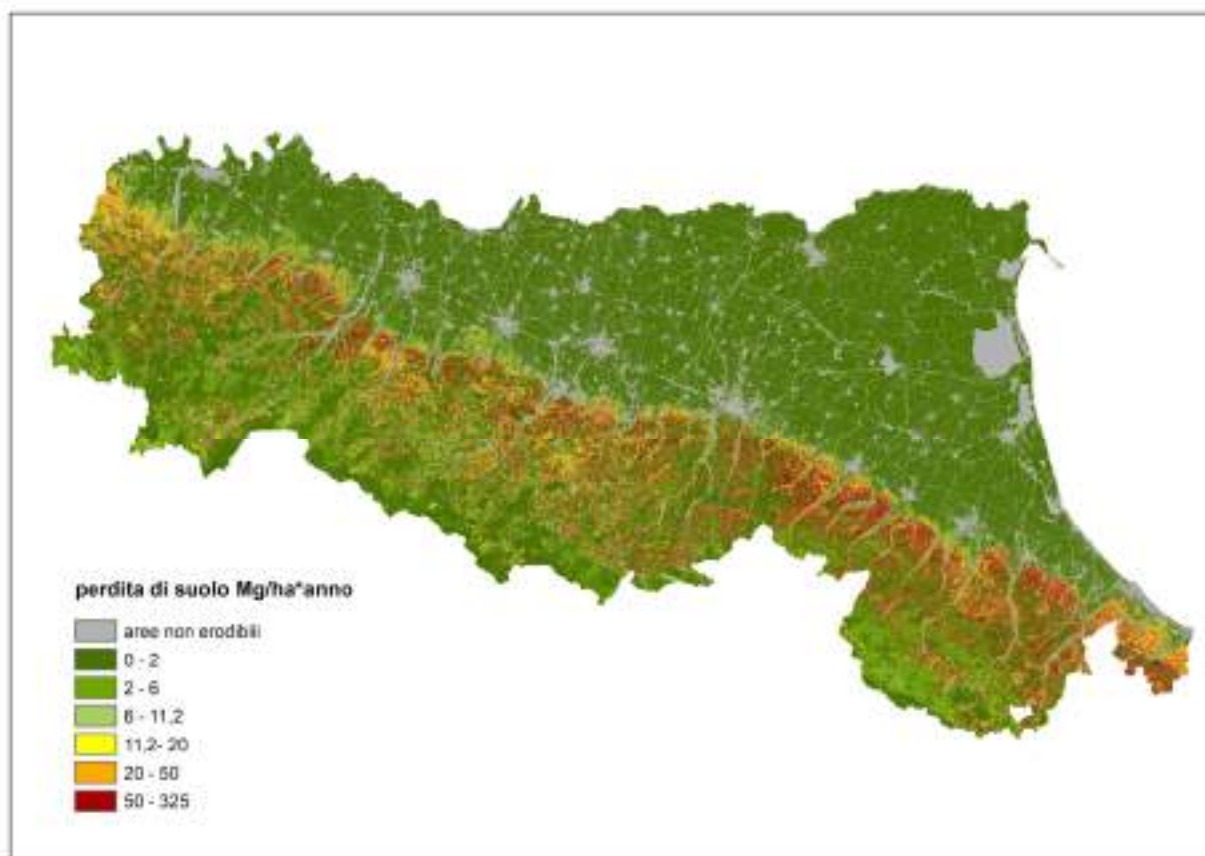 perdita di suolo Mg/ha*anno
aree non erodibili
0 - 2
2 - 6
6 - 11,2
11,2- 20
20 - 50
50 - 325